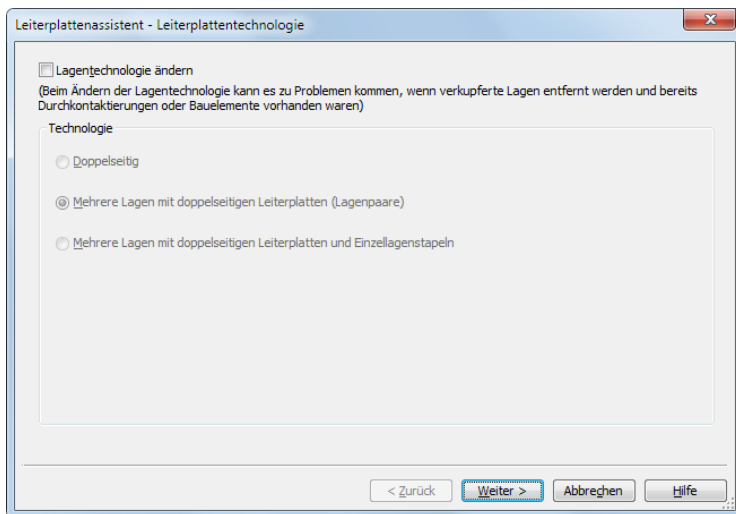 Leiterplattenassistent - Leiterplattentechnologie
Lagentechnologie ändern
(Beim Ändern der Lagentechnologie kann es zu Problemen kommen, wenn verkupferte Lagen entfernt werden und bereits
Durchkontaktierungen oder Bauelemente vorhanden waren)
Technologie
Doppelseitig
Mehrere Lagen mit doppelseitigen Leiterplatten (Lagenpaare)
Mehrere Lagen mit doppelseitigen Leiterplatten und Einzellagenstapeln
< Zurück
Weiter >
Abbrechen
Hilfe